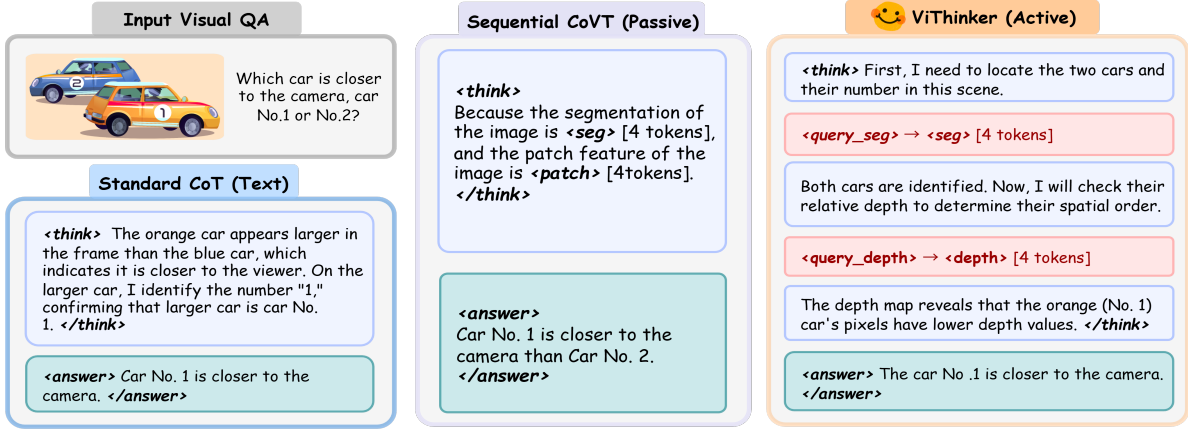 Input Visual QA
2
1
Which car is closer
to the camera, car
No.1 or No.2?
Standard CoT (Text)
<think> The orange car appears larger in
the frame than the blue car, which
indicates it is closer to the viewer. On the
larger car, I identify the number "1,"
confirming that larger car is car No.
1. </think>
<answer> Car No. 1 is closer to the
camera. </answer>
Sequential CoVT (Passive)
<think>
Because the segmentation of
the image is <seg> [4 tokens],
and the patch feature of the
image is <patch> [4tokens].
</think>
<answer>
Car No. 1 is closer to the
camera than Car No. 2.
</answer>
ViThinker (Active)
<think> First, I need to locate the two cars and
their number in this scene.
<query_seg> → <seg> [4 tokens]
Both cars are identified. Now, I will check their
relative depth to determine their spatial order.
<query_depth> → <depth> [4 tokens]
The depth map reveals that the orange (No. 1)
car's pixels have lower depth values. </think>
<answer> The car No .1 is closer to the camera.
</answer>